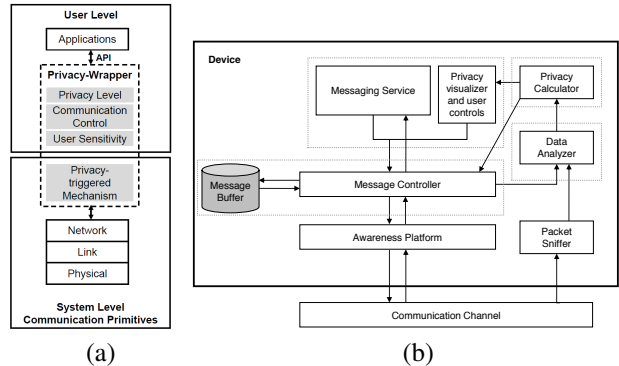 User Level
Applications
API
Privacy-Wrapper
Privacy Level
Communication
Control
User Sensitivity
Privacy-
triggered
Mechanism
Network
Link
Physical
System Level
Communication Primitives
(a)
Device
Messaging Service
Privacy
visualizer
and user
controls
Privacy
Calculator
Data
Analyzer
Message
Buffer
Message Controller
Awareness Platform
Packet
Sniffer
Communication Channel
(b)